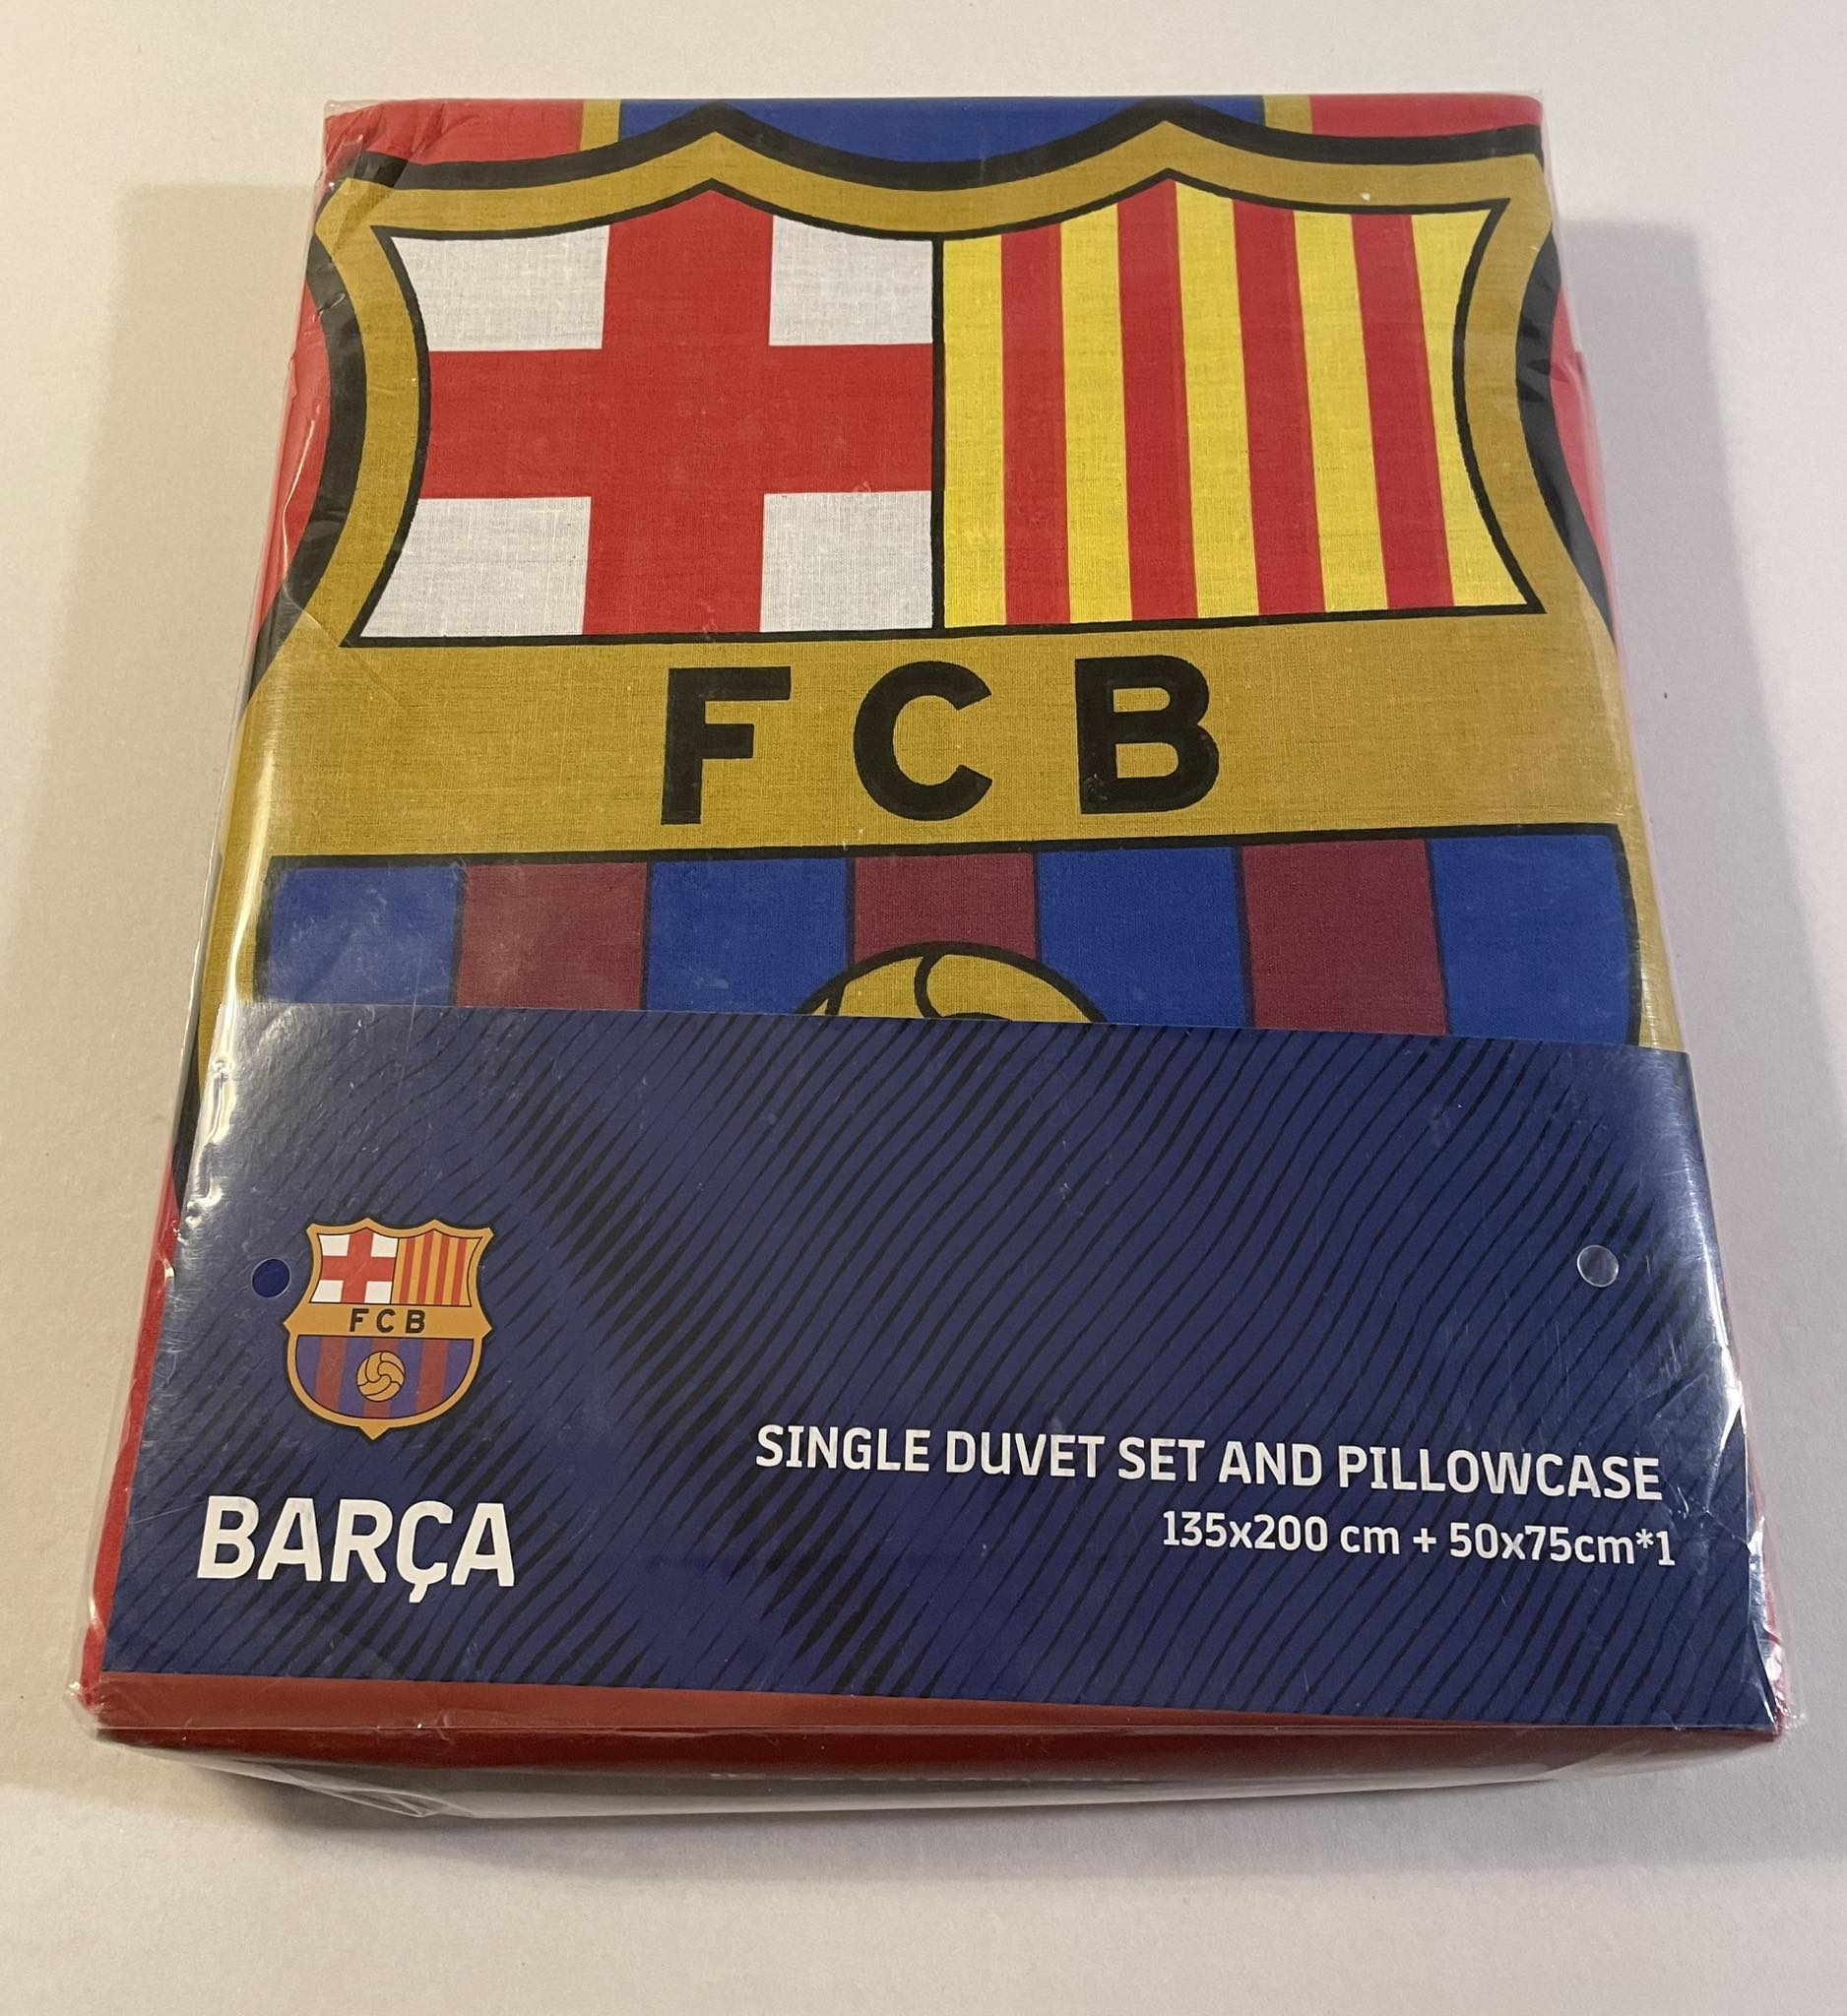 FCB
FCB
BARÇA
SINGLE DUVET SET AND PILLOWCASE
135x200 cm + 50x75cm*1